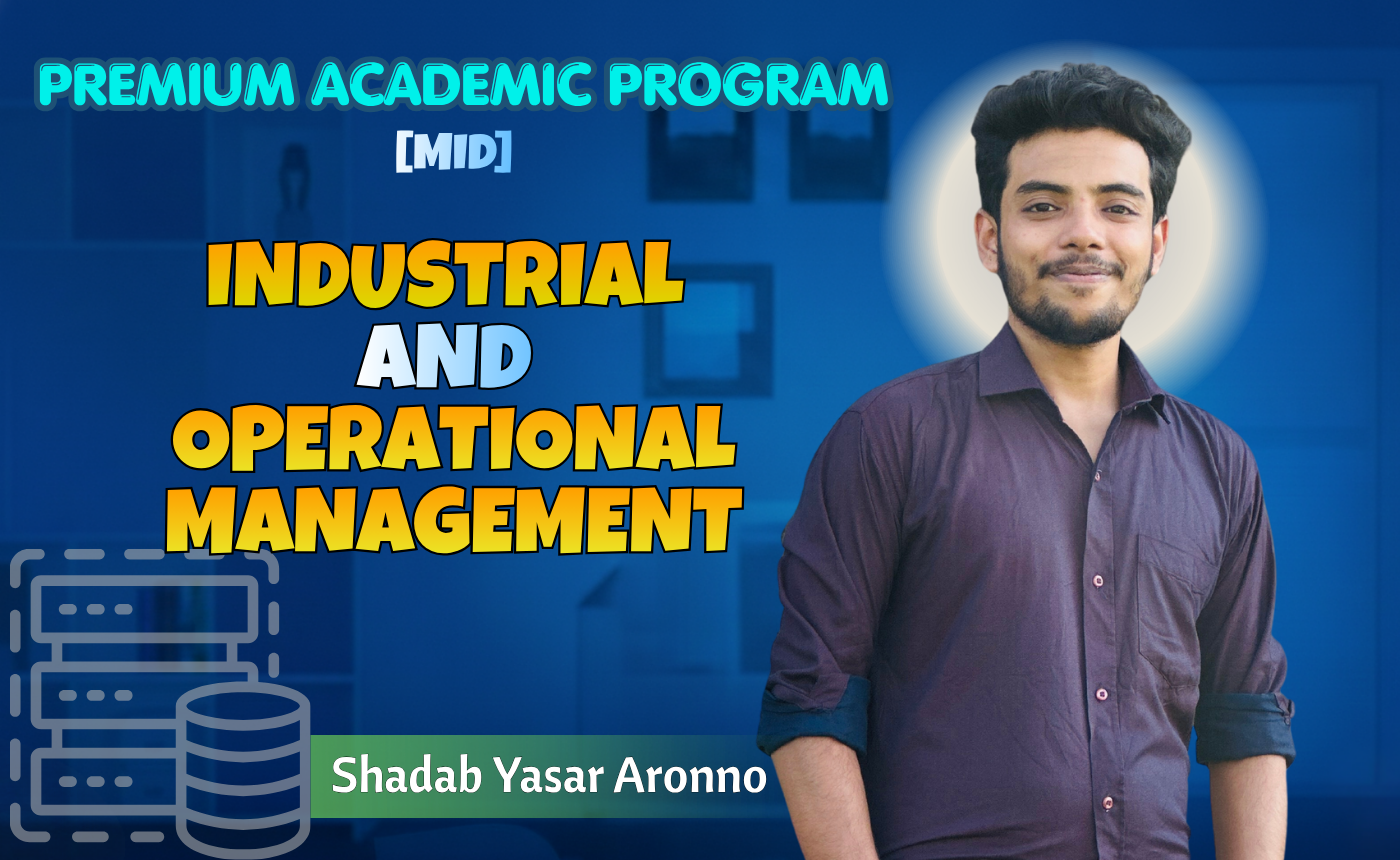 PREMIUM ACADEMIC PROGRAM
[MID]
INDUSTRIAL
AND
OPERATIONAL
MANAGEMENT
Shadab Yasar Aronno